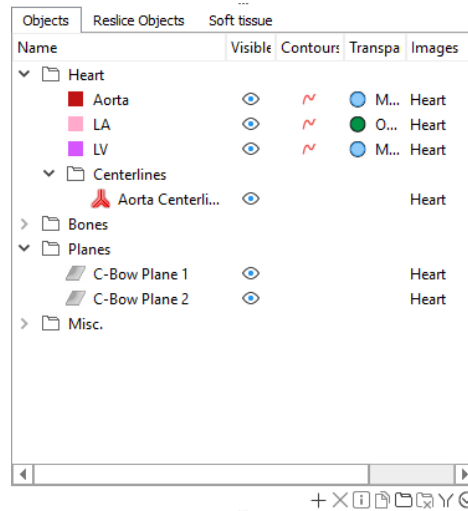 Objects Reslice Objects Soft tissue
Name Visible Contours Transpa Images
Heart
Aorta M... Heart
LA O... Heart
LV M... Heart
Centerlines
Aorta Centerli... Heart
Bones
Planes
C-Bow Plane 1 Heart
C-Bow Plane 2 Heart
Misc.